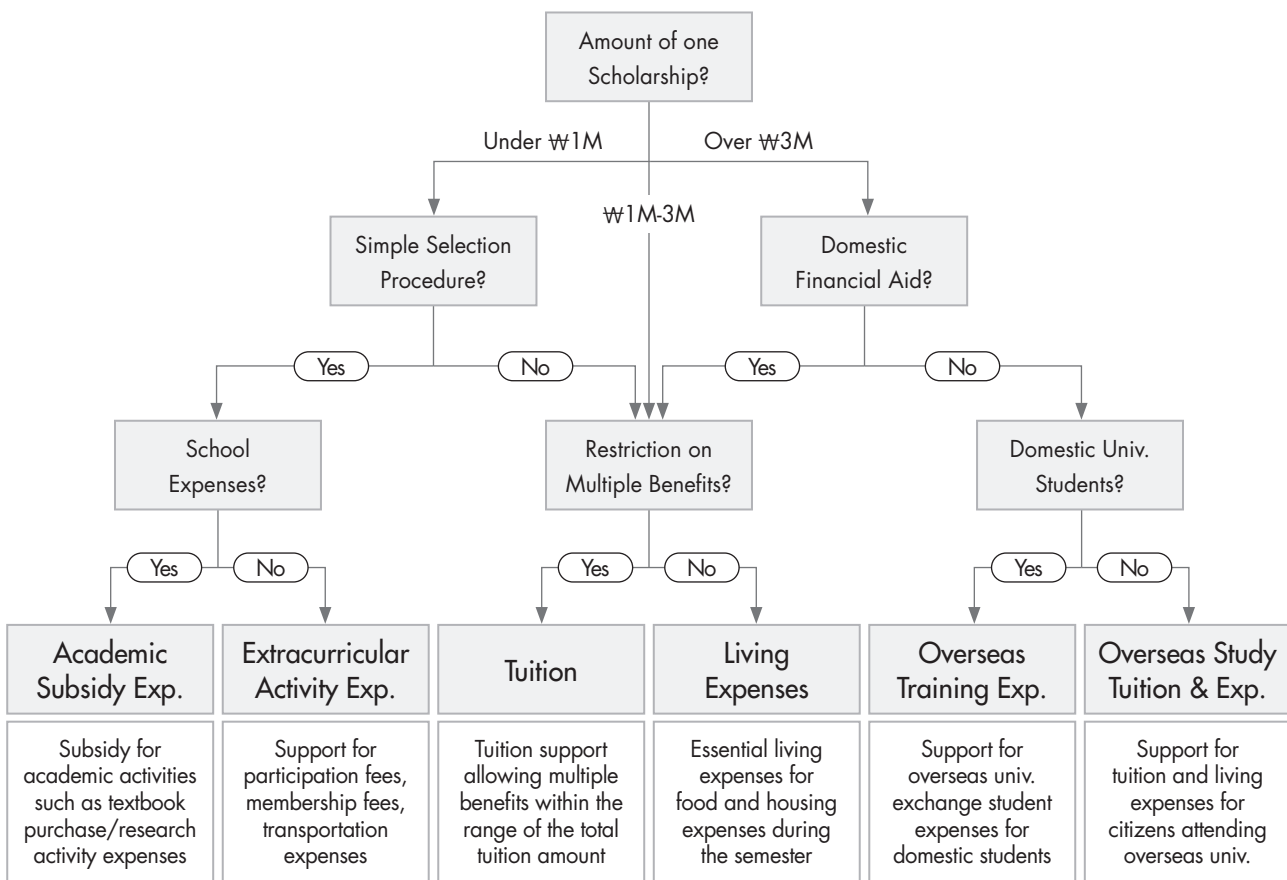 Amount of one
Scholarship?
Under ₩1M
Over ₩3M
₩1M-3M
Simple Selection
Procedure?
Domestic
Financial Aid?
Yes
No
Yes
No
School
Expenses?
Restriction on
Multiple Benefits?
Domestic Univ.
Students?
Yes
No
Yes
No
Yes
No
Academic
Subsidy Exp.
Extracurricular
Activity Exp.
Tuition
Living
Expenses
Overseas
Training Exp.
Overseas Study
Tuition & Exp.
Subsidy for
academic activities
such as textbook
purchase/research
activity expenses
Support for
participation fees,
membership fees,
transportation
expenses
Tuition support
allowing multiple
benefits within the
range of the total
tuition amount
Essential living
expenses for
food and housing
expenses during
the semester
Support for
overseas univ.
exchange student
expenses for
domestic students
Support for
tuition and living
expenses for
citizens attending
overseas univ.